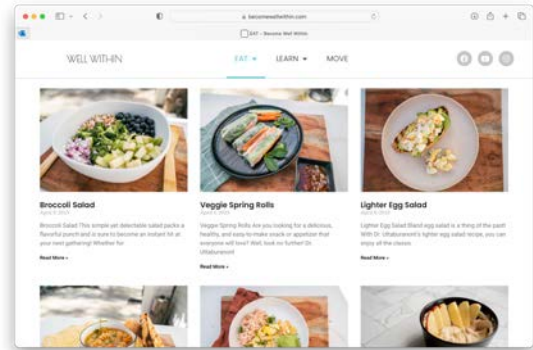 becomewellwithin.com
EAT – Become Well Within
WELL WITHIN
EAT
LEARN
MOVE
Broccoli Salad
Veggie Spring Rolls
Lighter Egg Salad
Broccoli Salad This simple yet delectable salad packs a
flavorful punch and is sure to become an instant hit at
your next gathering! Whether for
Read More »
Veggie Spring Rolls Are you looking for a delicious,
healthy, and easy-to-make snack or appetizer that
everyone will love? Well, look no further! Dr.
Read More »
Lighter Egg Salad Bland egg salad is a thing of the past!
lighter egg salad recipe, you can
enjoy all the classic
Read More »